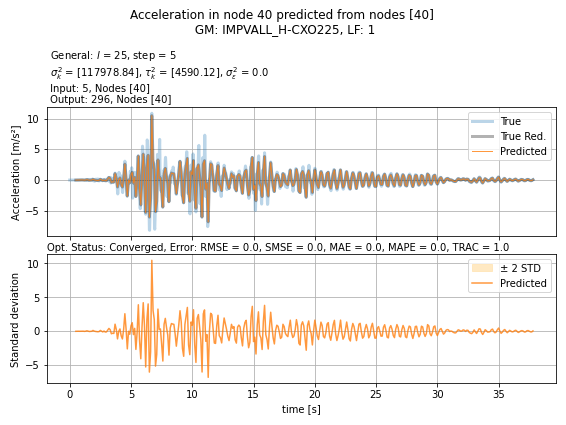 Acceleration in node 40 predicted from nodes [40]
GM: IMPVALL_H-CXO225, LF: 1
General: l = 25, step = 5
σ²ₖ = [117978.84], τ²ₖ = [4590.12], σ²ε = 0.0
Input: 5, Nodes [40]
Output: 296, Nodes [40]
10
5
0
−5
Acceleration [m/s²]
True
True Red.
Predicted
Opt. Status: Converged, Error: RMSE = 0.0, SMSE = 0.0, MAE = 0.0, MAPE = 0.0, TRAC = 1.0
10
5
0
−5
Standard deviation
± 2 STD
Predicted
0 5 10 15 20 25 30 35
time [s]